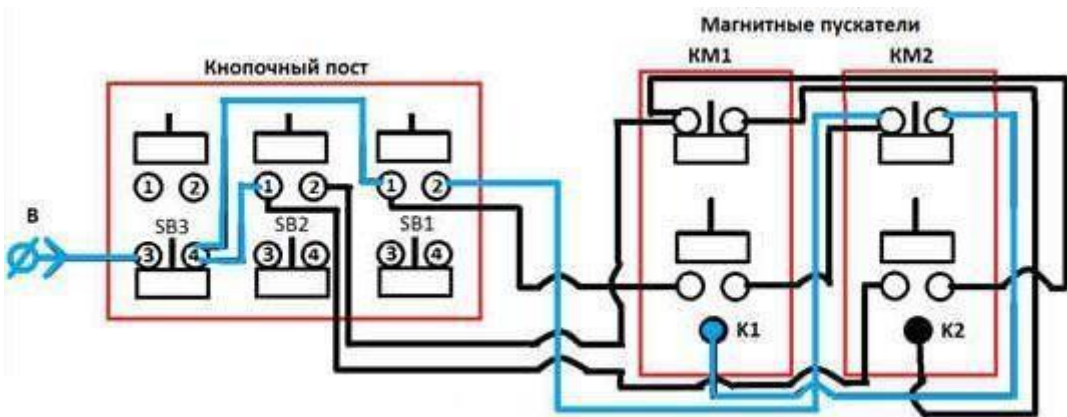 Магнитные пускатели
КМ1 КМ2
Кнопочный пост
1 2 1 2 1 2
В
SB3 SB2 SB1
3 4 3 4 3 4
К1 К2